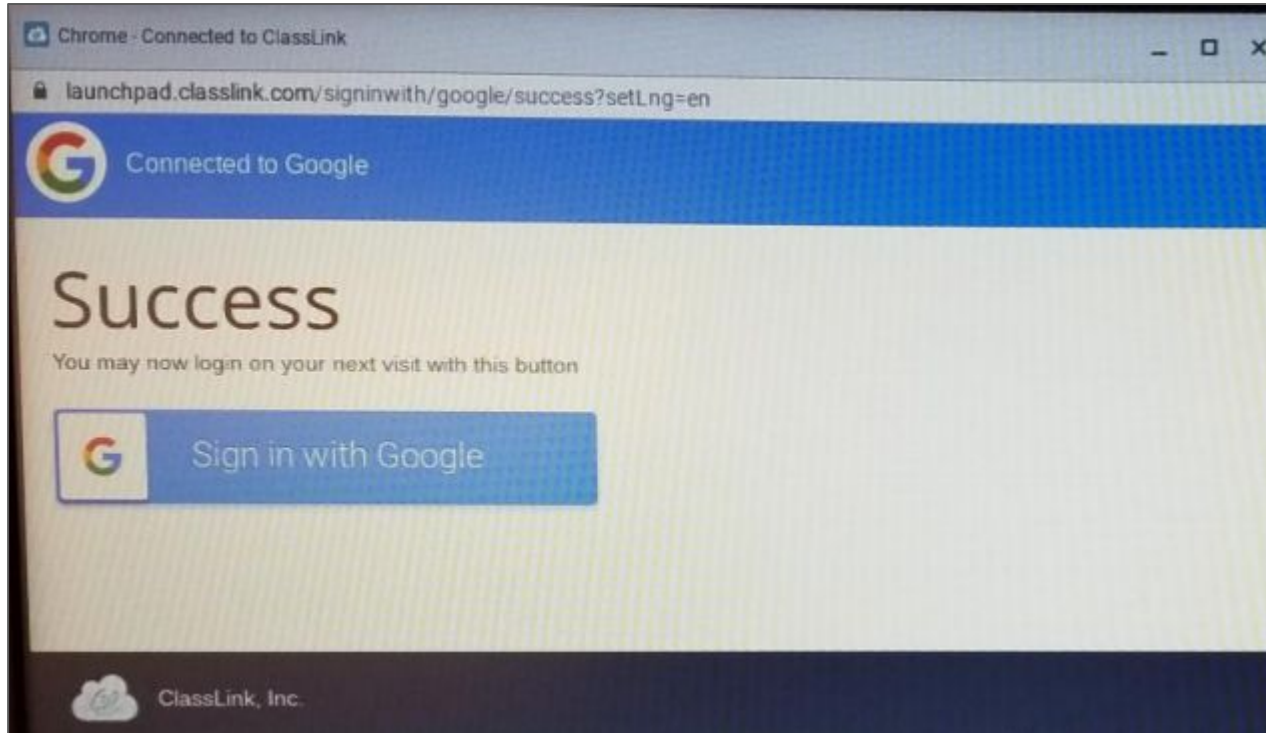 Chrome - Connected to ClassLink
launchpad.classlink.com/signinwith/google/success?setLng=en
Connected to Google
Success
You may now login on your next visit with this button
Sign in with Google
ClassLink, Inc.